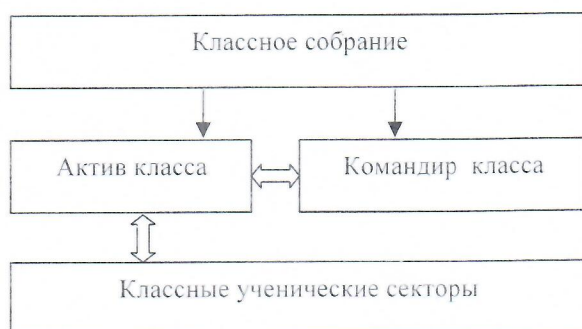 Классное собрание
Актив класса
Командир класса
Классные ученические секторы